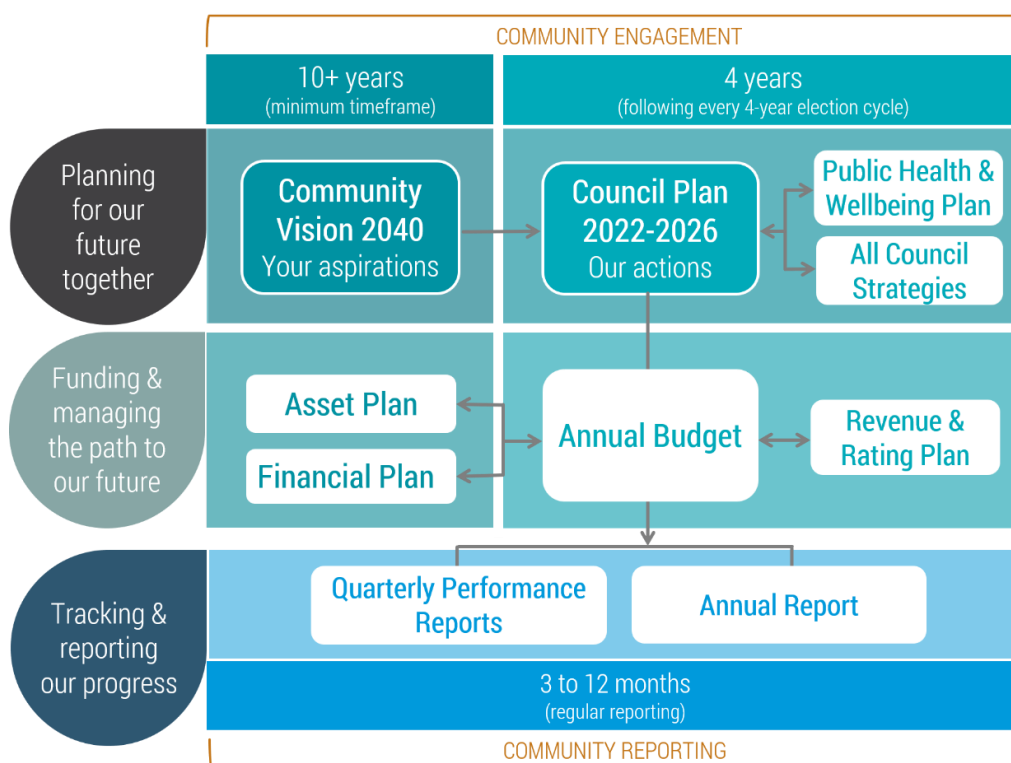 COMMUNITY ENGAGEMENT
10+ years
(minimum timeframe)
4 years
(following every 4-year election cycle)
Planning
for our
future
together
Community
Vision 2040
Your aspirations
Council Plan
2022-2026
Our actions
Public Health &
Wellbeing Plan
All Council
Strategies
Funding &
managing
the path to
our future
Asset Plan
Financial Plan
Annual Budget
Revenue &
Rating Plan
Tracking &
reporting
our progress
Quarterly Performance
Reports
Annual Report
3 to 12 months
(regular reporting)
COMMUNITY REPORTING